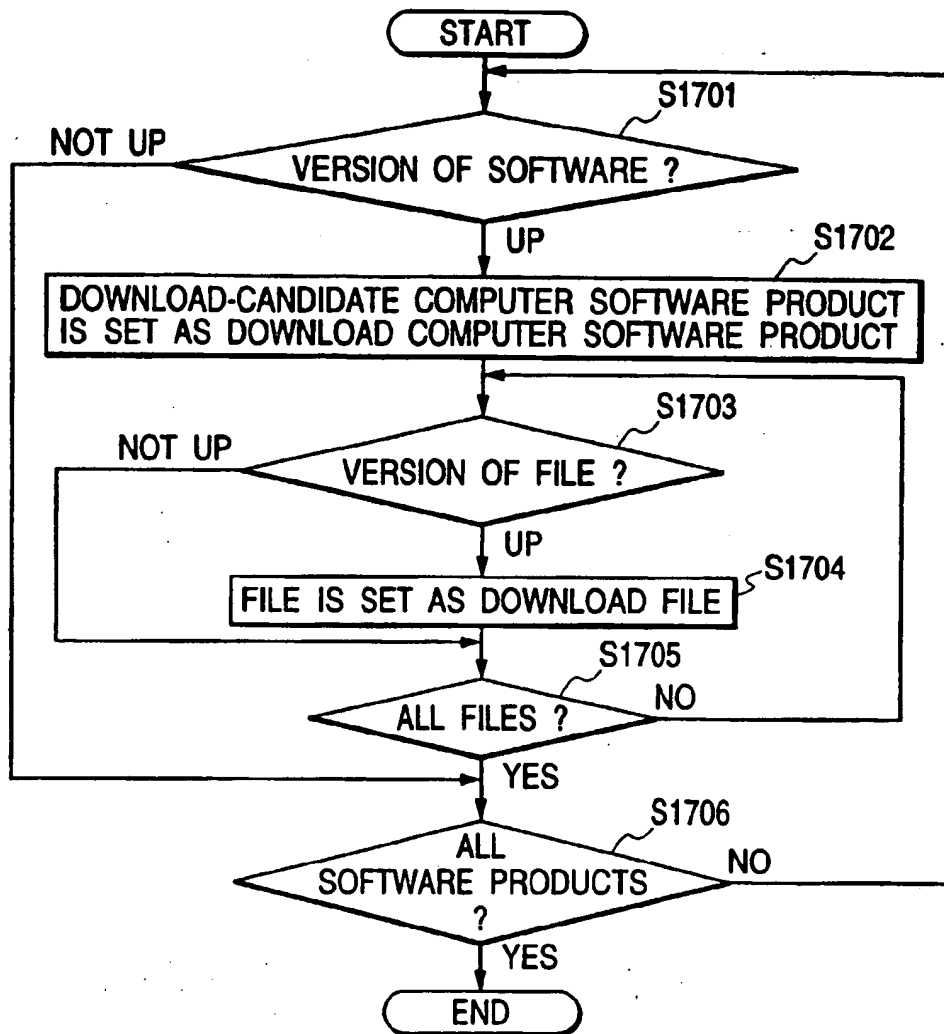 START
S1701
NOT UP
VERSION OF SOFTWARE ?
UP
S1702
DOWNLOAD-CANDIDATE COMPUTER SOFTWARE PRODUCT
IS SET AS DOWNLOAD COMPUTER SOFTWARE PRODUCT
S1703
NOT UP
VERSION OF FILE ?
UP
S1704
FILE IS SET AS DOWNLOAD FILE
S1705
ALL FILES ?
NO
YES
S1706
ALL
SOFTWARE PRODUCTS
?
NO
YES
END